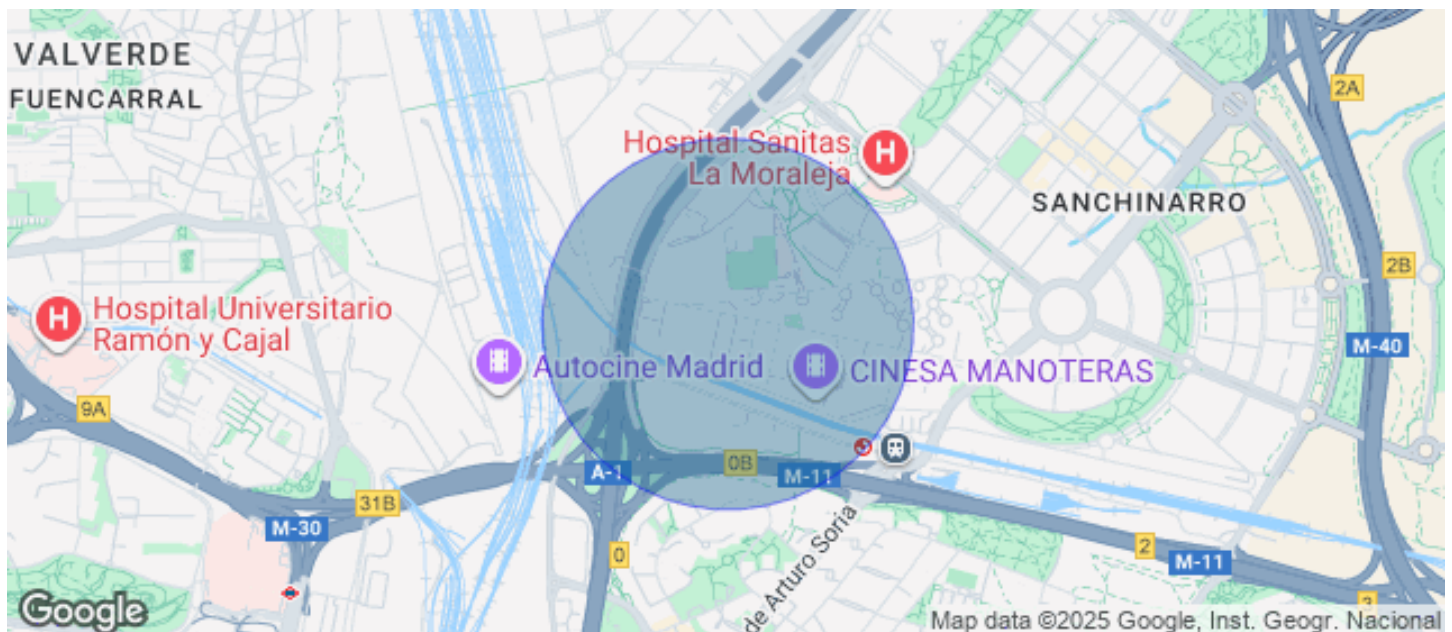 VALVERDE
FUENCARRAL
2A
Hospital Sanitas
La Moraleja
H
SANCHINARRO
2B
H
Hospital Universitario
Ramón y Cajal
M-40
Autocine Madrid
CINESA MANOTERAS
9A
0B
A-1
M-11
31B
M-30
0
de Arturo Soria
2
M-11
3
Google
Map data ©2025 Google, Inst. Geogr. Nacional